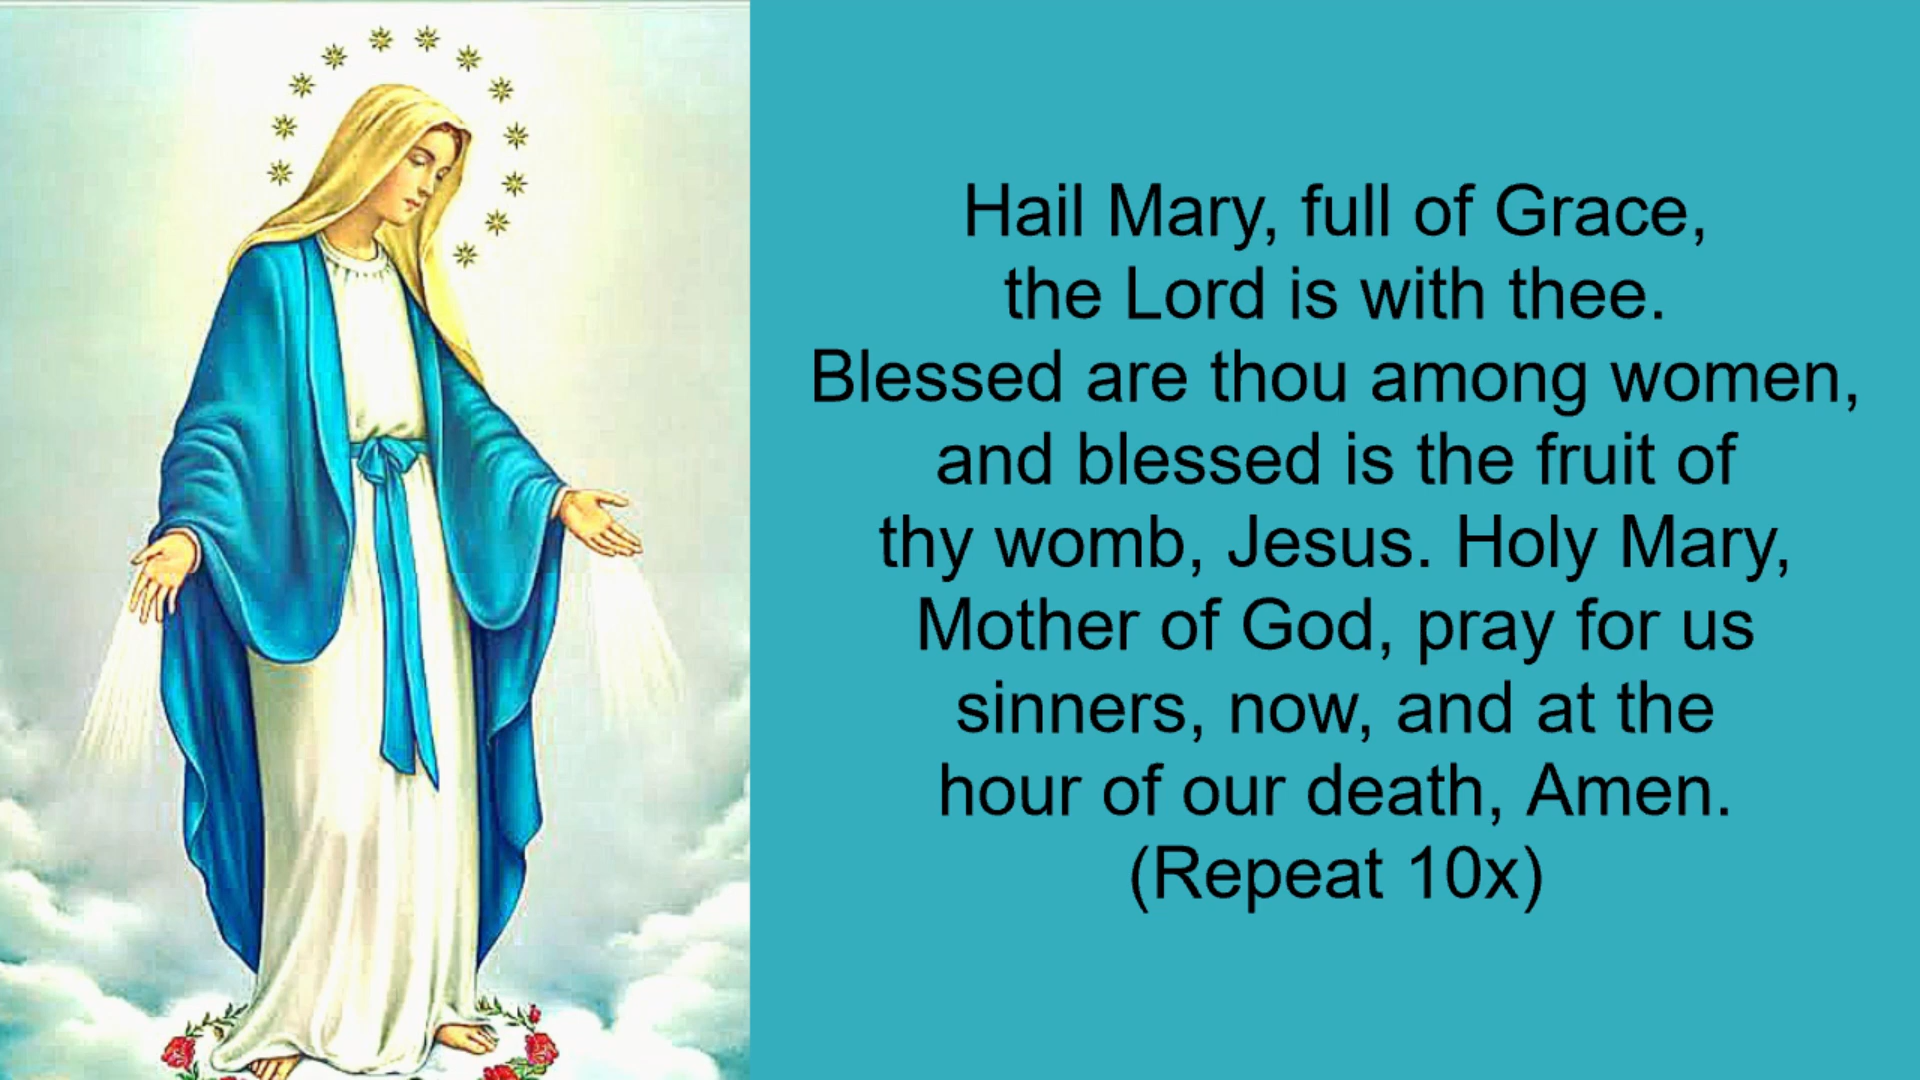 Hail Mary, full of Grace,
the Lord is with thee.
Blessed are thou among women,
and blessed is the fruit of
thy womb, Jesus. Holy Mary,
Mother of God, pray for us
sinners, now, and at the
hour of our death, Amen.
(Repeat 10x)